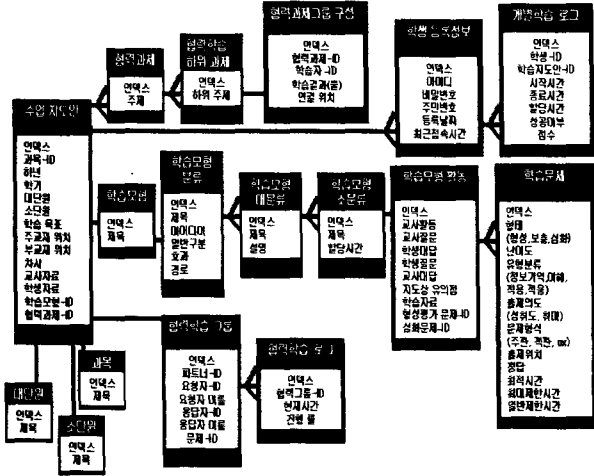 협력과제
인덱스
주제
협력학습
하위 과제
인덱스
하위 주제
협력과제그룹 구성
인덱스
협력과제-ID
학습자-ID
학습결과(물)
연결 위치
학생 등록정보
인덱스
아이디
비밀번호
주민번호
등록날짜
최근접속시간
개별학습 로그
인덱스
학생-ID
학습지도안-ID
시작시간
종료시간
할당시간
성공여부
점수
수업 지도안
인덱스
과목-ID
학년
학기
대단원
소단원
학습 목표
주교재 위치
부교재 위치
차시
교사자료
학생자료
학습모형-ID
협력과제-ID
학습모형
인덱스
제목
학습모형
분류
인덱스
제목
아이디어
일반구분
효과
경로
학습모형
대분류
인덱스
제목
설명
학습모형
소분류
인덱스
제목
할당시간
학습모형 활동
인덱스
교사활동
교사질문
학생대답
학생질문
교사대답
지도상 유의점
학습자료
형성평가 문제-ID
심화문제-ID
학습문제
인덱스
형태
(형성,보충,심화)
난이도
유형분류
(정보기억,이해,
적용,적응)
출제의도
(성취도, 취미)
문제형식
(주관, 객관, ox)
출제위치
정답
최적시간
최대제한시간
일반제한시간
협력학습 그룹
인덱스
파트너-ID
요청자-ID
요청자 이름
응답자-ID
응답자 이름
문제-ID
협력학습 로그
인덱스
협력그룹-ID
현재시간
진행 률
대단원
인덱스
제목
과목
인덱스
제목
소단원
인덱스
제목